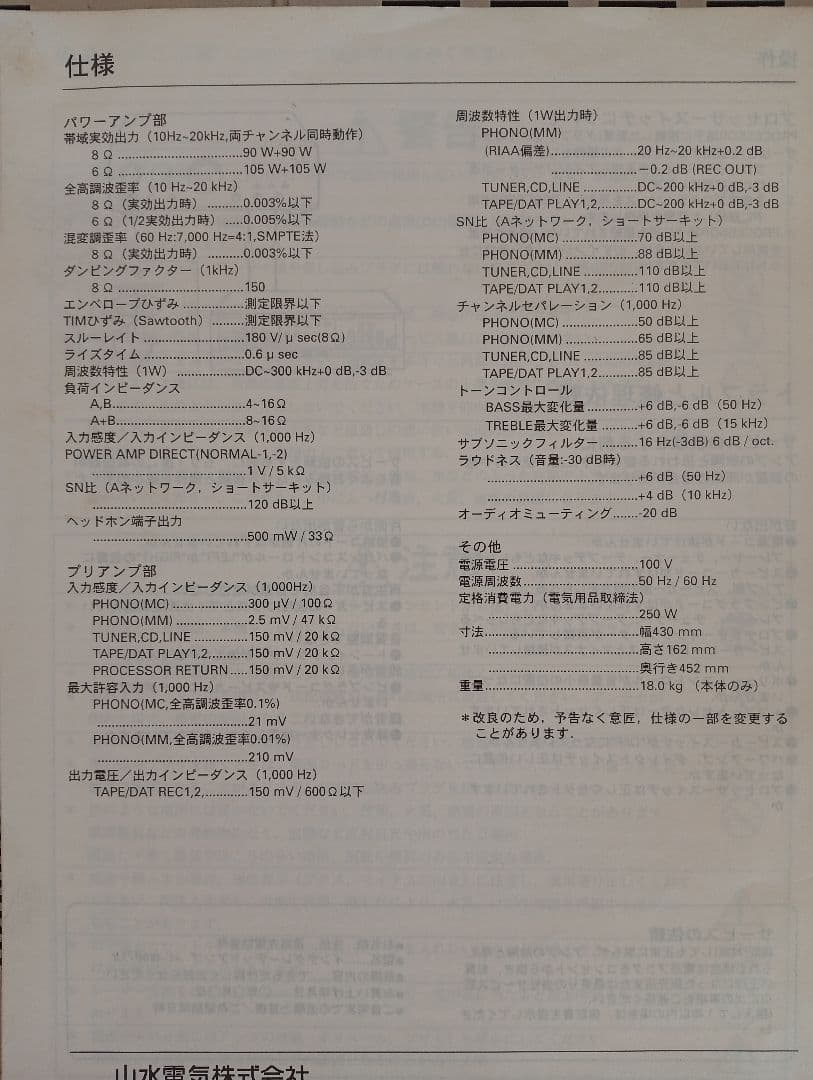 仕様
パワーアンプ部
帯域実効出力（10Hz~20kHz,両チャンネル同時動作）
8 Ω ..............................90 W+90 W
6 Ω ..............................105 W+105 W
全高調波歪率（10 Hz~20 kHz）
8 Ω（実効出力時）.........0.003%以下
6 Ω（1/2実効出力時）.....0.005%以下
混変調歪率（60 Hz:7,000 Hz=4:1,SMPTE法）
8 Ω（実効出力時）.........0.003%以下
ダンピングファクター（1kHz）
8 Ω ...............................150
エンベロープひずみ ...............測定限界以下
TIMひずみ（Sawtooth）........測定限界以下
スルーレイト .........................180 V/ μ sec(8Ω)
ライズタイム .........................0.6 μ sec
周波数特性（1W）.................DC~300 kHz+0 dB,-3 dB
負荷インピーダンス
A,B................................4~16Ω
A+B...............................8~16Ω
入力感度／入力インピーダンス（1,000 Hz）
POWER AMP DIRECT(NORMAL-1,-2)
.....................................1 V / 5 kΩ
SN比（Aネットワーク，ショートサーキット）
.....................................120 dB以上
ヘッドホン端子出力
.....................................500 mW / 33Ω
プリアンプ部
入力感度／入力インピーダンス（1,000Hz）
PHONO(MC) ..................300 μV / 100Ω
PHONO(MM) ..................2.5 mV / 47 kΩ
TUNER,CD,LINE .............150 mV / 20 kΩ
TAPE/DAT PLAY1,2,.........150 mV / 20 kΩ
PROCESSOR RETURN.....150 mV / 20 kΩ
最大許容入力（1,000 Hz）
PHONO(MC,全高調波歪率0.1%)
....................................21 mV
PHONO(MM,全高調波歪率0.01%)
....................................210 mV
出力電圧／出力インピーダンス（1,000 Hz）
TAPE/DAT REC1,2,...........150 mV / 600Ω以下
周波数特性（1W出力時）
PHONO(MM)
(RIAA偏差).....................20 Hz~20 kHz+0.2 dB
.....................−0.2 dB (REC OUT)
TUNER,CD,LINE .............DC~200 kHz+0 dB,-3 dB
TAPE/DAT PLAY1,2,.........DC~200 kHz+0 dB,-3 dB
SN比（Aネットワーク，ショートサーキット）
PHONO(MC) ..................70 dB以上
PHONO(MM) ..................88 dB以上
TUNER,CD,LINE .............110 dB以上
TAPE/DAT PLAY1,2..........110 dB以上
チャンネルセパレーション（1,000 Hz）
PHONO(MC) ..................50 dB以上
PHONO(MM) ..................65 dB以上
TUNER,CD,LINE .............85 dB以上
TAPE/DAT PLAY1,2..........85 dB以上
トーンコントロール
BASS最大変化量 ............+6 dB,-6 dB（50 Hz）
TREBLE最大変化量 .........+6 dB,-6 dB（15 kHz）
サブソニックフィルター .........16 Hz(-3dB) 6 dB / oct.
ラウドネス（音量:-30 dB時）
....................................+6 dB（50 Hz）
....................................+4 dB（10 kHz）
オーディオミューティング......-20 dB
その他
電源電圧 ..............................100 V
電源周波数............................50 Hz / 60 Hz
定格消費電力（電気用品取締法）
....................................250 W
寸法.....................................幅430 mm
....................................高さ162 mm
....................................奥行き452 mm
重量.....................................18.0 kg （本体のみ）
＊改良のため，予告なく意匠，仕様の一部を変更する
ことがあります.
山水電気株式会社